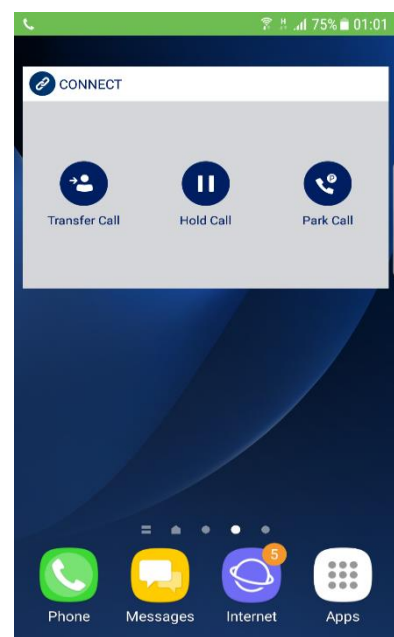 75% 01:01
CONNECT
Transfer Call Hold Call Park Call
5
Phone Messages Internet Apps